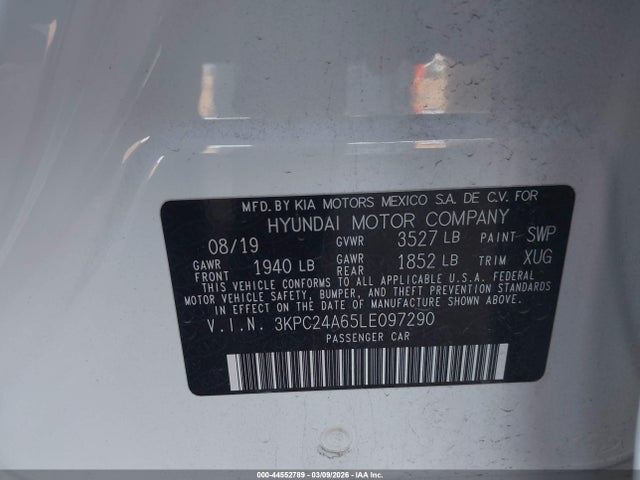 MFD. BY KIA MOTORS MEXICO S.A. DE C.V. FOR
HYUNDAI MOTOR COMPANY
08/19 GVWR 3527 LB PAINT SWP
GAWR FRONT 1940 LB GAWR REAR 1852 LB TRIM XUG
THIS VEHICLE CONFORMS TO ALL APPLICABLE U.S.A. FEDERAL
MOTOR VEHICLE SAFETY, BUMPER, AND THEFT PREVENTION STANDARDS
IN EFFECT ON THE DATE OF MANUFACTURE SHOWN ABOVE.
V.I.N. 3KPC24A65LE097290
PASSENGER CAR
000-44552789 | 03/09/2026 | IAA Inc.